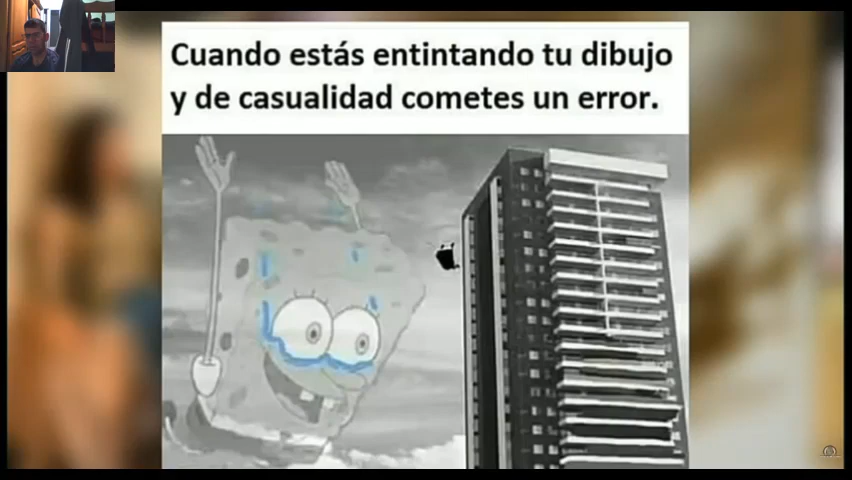 Cuando estás entintando tu dibujo
y de casualidad cometes un error.